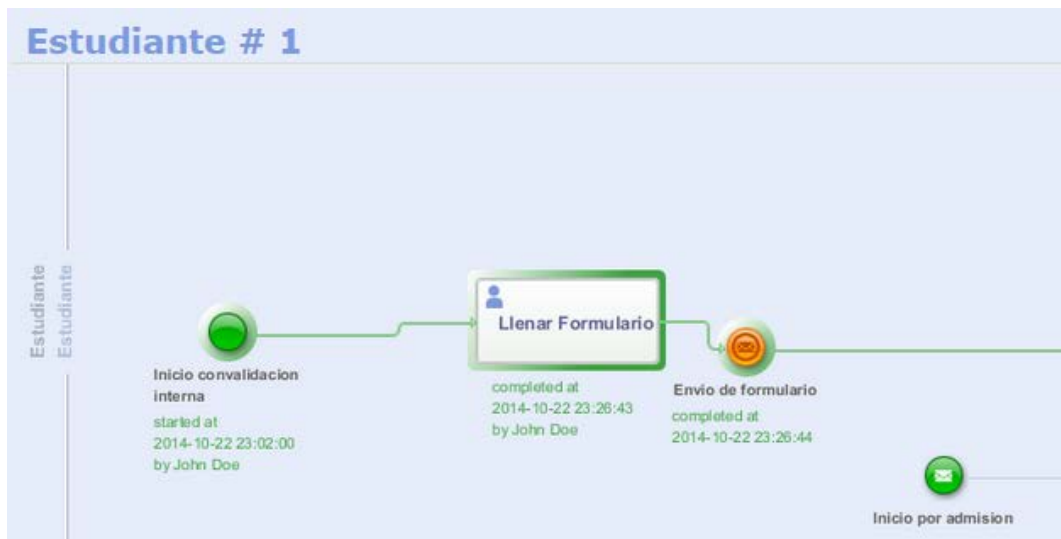 Estudiante # 1
Estudiante
Estudiante
Inicio convalidacion
interna
started at
2014-10-22 23:02:00
by John Doe
Llenar Formulario
completed at
2014-10-22 23:26:43
by John Doe
Envio de formulario
completed at
2014-10-22 23:26:44
Inicio por admision